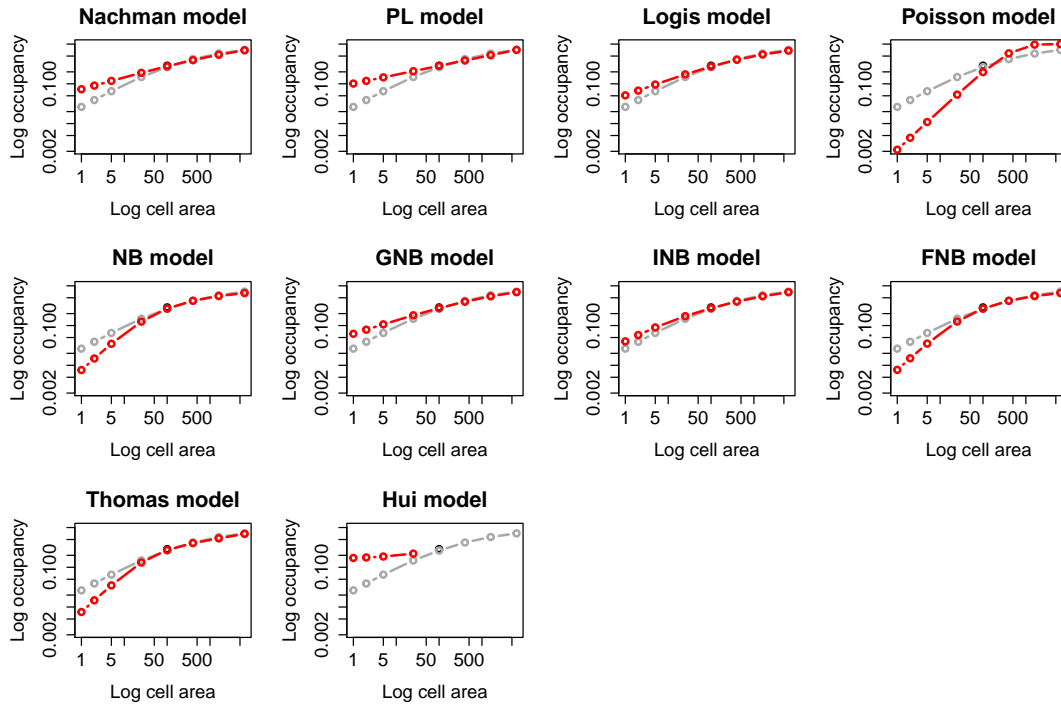 Nachman model
PL model
Logis model
Poisson model
Log occupancy
0.100
0.002
1 5 50 500
Log cell area
Log occupancy
0.100
0.002
1 5 50 500
Log cell area
Log occupancy
0.100
0.002
1 5 50 500
Log cell area
Log occupancy
0.100
0.002
1 5 50 500
Log cell area
NB model
GNB model
INB model
FNB model
Log occupancy
0.100
0.002
1 5 50 500
Log cell area
Log occupancy
0.100
0.002
1 5 50 500
Log cell area
Log occupancy
0.100
0.002
1 5 50 500
Log cell area
Log occupancy
0.100
0.002
1 5 50 500
Log cell area
Thomas model
Hui model
Log occupancy
0.100
0.002
1 5 50 500
Log cell area
Log occupancy
0.100
0.002
1 5 50 500
Log cell area